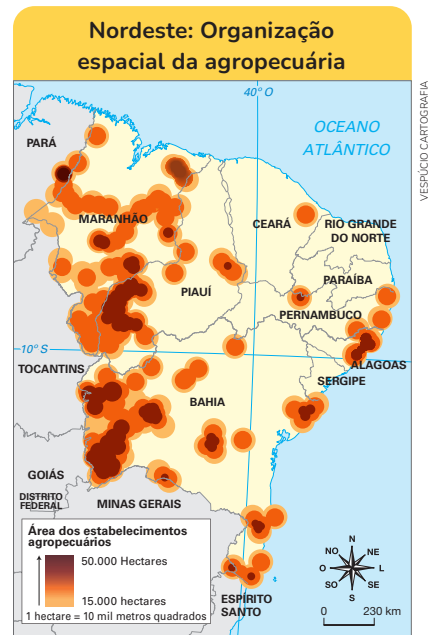 Nordeste: Organização
espacial da agropecuária
VESPÚCIO CARTOGRAFIA
40° O
OCEANO
ATLÂNTICO
PARÁ
MARANHÃO
CEARÁ
RIO GRANDE
DO NORTE
PARAÍBA
PIAUÍ
PERNAMBUCO
10° S
ALAGOAS
TOCANTINS
SERGIPE
BAHIA
GOIÁS
DISTRITO
FEDERAL
MINAS GERAIS
ESPÍRITO
SANTO
Área dos estabelecimentos
agropecuários
50.000 Hectares
15.000 hectares
1 hectare = 10 mil metros quadrados
N
NO NE
O L
SO SE
S
0 230 km